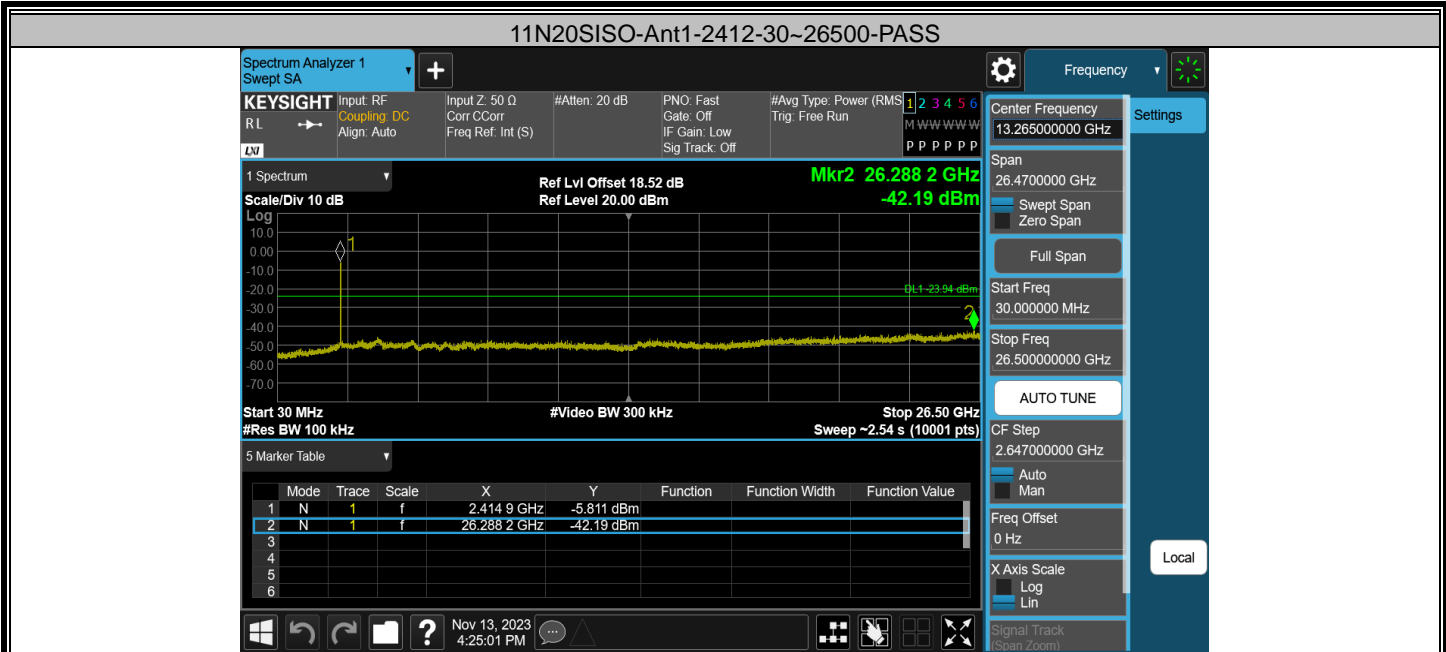 11N20SISO-Ant1-2412-30~26500-PASS
Spectrum Analyzer 1
Swept SA
Frequency
KEYSIGHT
RL
LXI
Input: RF
Coupling: DC
Align: Auto
Input Z: 50 Ω
Corr CCorr
Freq Ref: Int (S)
#Atten: 20 dB
PNO: Fast
Gate: Off
IF Gain: Low
Sig Track: Off
#Avg Type: Power (RMS
Trig: Free Run
1 2 3 4 5 6
M W W W W W
P P P P P P
1 Spectrum
Scale/Div 10 dB
Log
Ref Lvl Offset 18.52 dB
Ref Level 20.00 dBm
Mkr2 26.288 2 GHz
-42.19 dBm
10.0
0.00
-10.0
-20.0
-30.0
-40.0
-50.0
-60.0
-70.0
1
DL1 -23.94 dBm
2
Start 30 MHz
#Video BW 300 kHz
Stop 26.50 GHz
#Res BW 100 kHz
Sweep ~2.54 s (10001 pts)
5 Marker Table
Mode Trace Scale X Y Function Function Width Function Value
1 N 1 f 2.414 9 GHz -5.811 dBm
2 N 1 f 26.288 2 GHz -42.19 dBm
3
4
5
6
Nov 13, 2023
4:25:01 PM
Center Frequency
13.265000000 GHz
Span
26.4700000 GHz
Swept Span
Zero Span
Full Span
Start Freq
30.000000 MHz
Stop Freq
26.500000000 GHz
AUTO TUNE
CF Step
2.647000000 GHz
Auto
Man
Freq Offset
0 Hz
X Axis Scale
Log
Lin
Signal Track
(Span Zoom)
Settings
Local